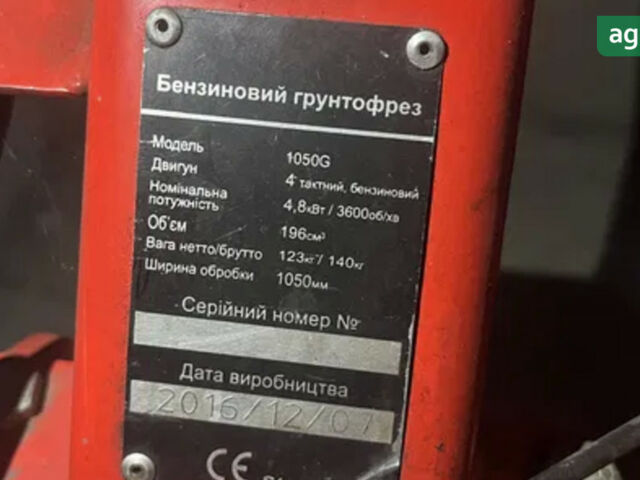 ag
Бензиновий грунтофрез
Модель 1050G
Двигун 4 тактний, бензиновий
Номінальна
потужність 4,8кВт / 3600об/хв
Об'єм 196см³
Вага нетто/брутто 123кг / 140кг
Ширина обробки 1050мм
Серійний номер №
Дата виробництва
2016/12/07
CE